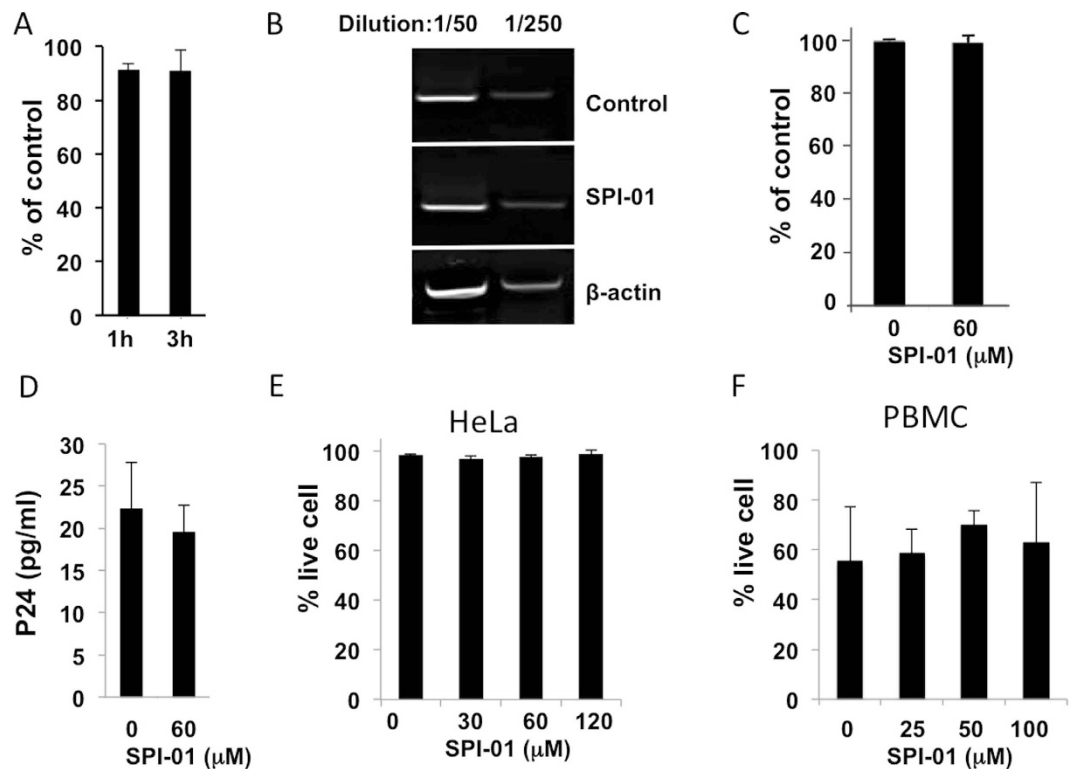 A
% of control
100
80
60
40
20
0
1h 3h
B
Dilution:1/50 1/250
Control
SPI-01
β-actin
C
% of control
100
80
60
40
20
0
0 60
SPI-01 (μM)
D
P24 (pg/ml)
30
25
20
15
10
5
0
0 60
SPI-01 (μM)
E
HeLa
% live cell
100
80
60
40
20
0
0 30 60 120
SPI-01 (μM)
F
PBMC
% live cell
100
80
60
40
20
0
0 25 50 100
SPI-01 (μM)